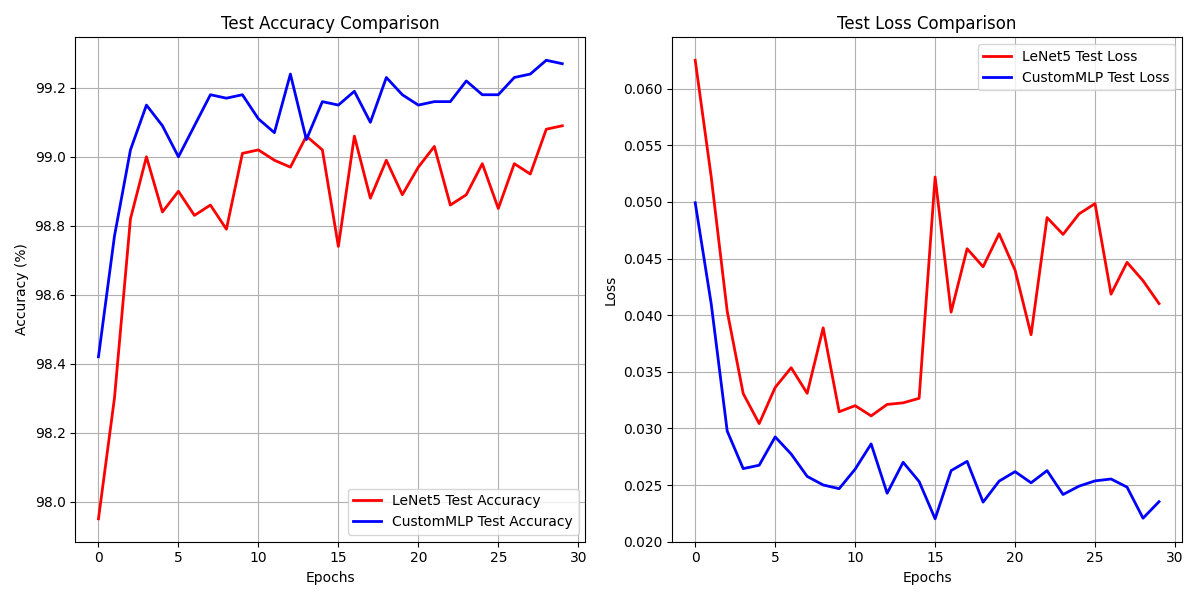 Test Accuracy Comparison
Accuracy (%)
99.2
99.0
98.8
98.6
98.4
98.2
98.0
LeNet5 Test Accuracy
CustomMLP Test Accuracy
0 5 10 15 20 25 30
Epochs
Test Loss Comparison
Loss
0.060
0.055
0.050
0.045
0.040
0.035
0.030
0.025
0.020
LeNet5 Test Loss
CustomMLP Test Loss
0 5 10 15 20 25 30
Epochs